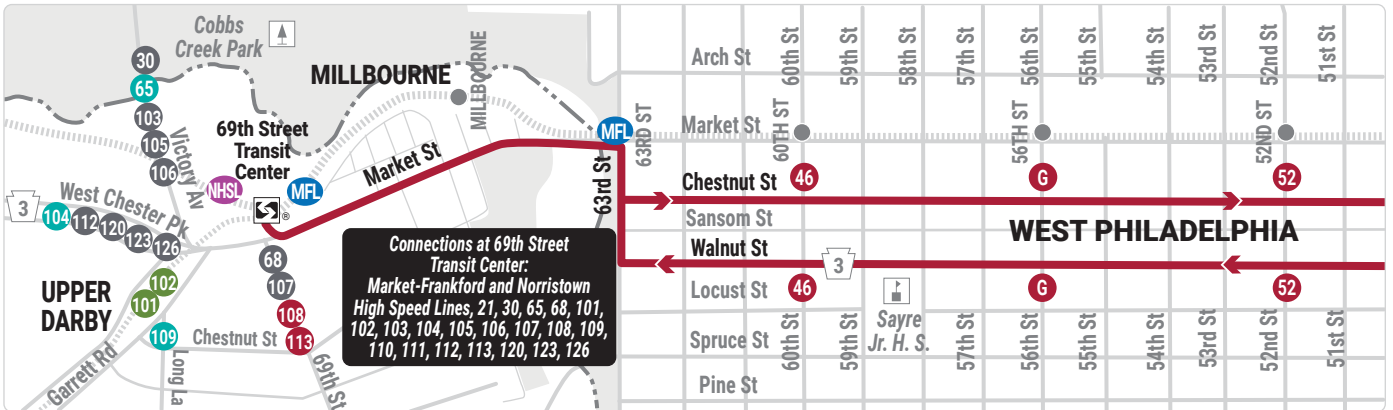 Cobbs
Creek Park
30
65
103
105
106
Victory Av
MILLBOURNE
MILLBOURNE
69th Street
Transit
Center
NHSL
MFL
®
Market St
3
West Chester Pk
104
112
120
123
126
68
107
108
113
UPPER
DARBY
102
101
109
Chestnut St
Garrett Rd
Long La
69th St
Connections at 69th Street
Transit Center:
Market-Frankford and Norristown
High Speed Lines, 21, 30, 65, 68, 101,
102, 103, 104, 105, 106, 107, 108, 109,
110, 111, 112, 113, 120, 123, 126
MFL
63RD ST
63rd St
Arch St
60th St
59th St
58th St
57th St
56th St
55th St
54th St
53rd St
52nd St
51st St
Market St
60TH ST
56TH ST
52ND ST
46
G
52
Chestnut St
Sansom St
WEST PHILADELPHIA
Walnut St
3
Locust St
46
G
52
Sayre
Jr. H. S.
Spruce St
60th St
59th St
57th St
56th St
55th St
54th St
53rd St
52nd St
51st St
Pine St